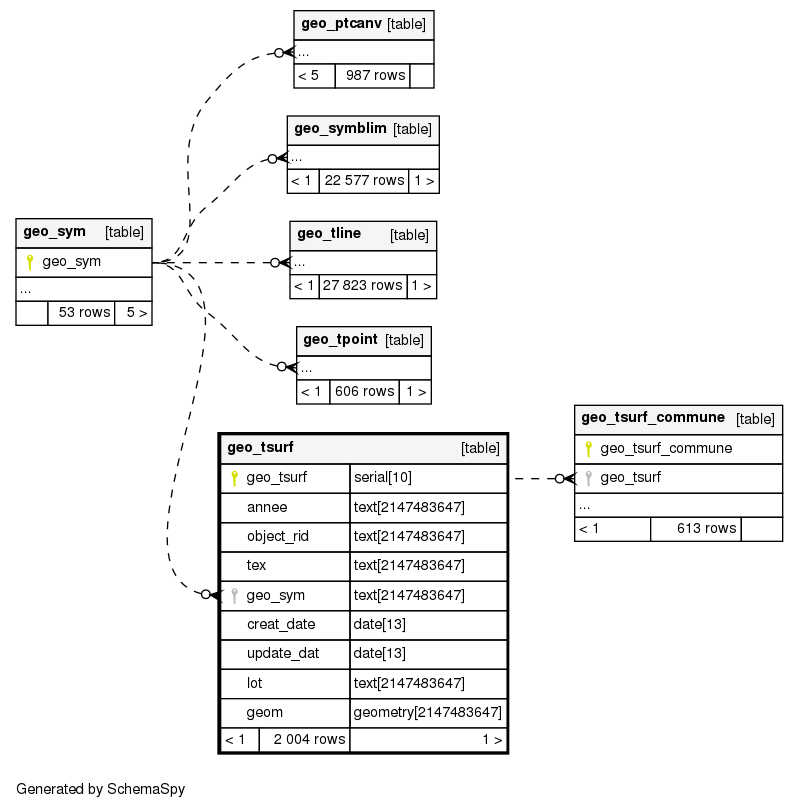 geo_ptcanv [table]
...
< 5 987 rows
geo_symblim [table]
...
< 1 22 577 rows 1 >
geo_sym [table]
geo_sym
...
53 rows 5 >
geo_tline [table]
...
< 1 27 823 rows 1 >
geo_tpoint [table]
...
< 1 606 rows 1 >
geo_tsurf [table]
geo_tsurf serial[10]
annee text[2147483647]
object_rid text[2147483647]
tex text[2147483647]
geo_sym text[2147483647]
creat_date date[13]
update_dat date[13]
lot text[2147483647]
geom geometry[2147483647]
< 1 2 004 rows 1 >
geo_tsurf_commune [table]
geo_tsurf_commune
geo_tsurf
...
< 1 613 rows
Generated by SchemaSpy